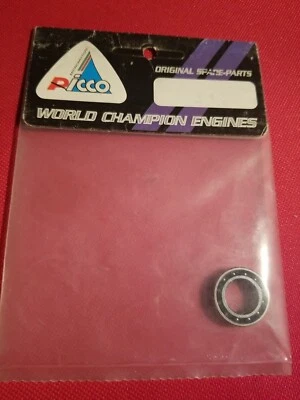 PICCO
ORIGINAL SPARE-PARTS
WORLD CHAMPION ENGINES